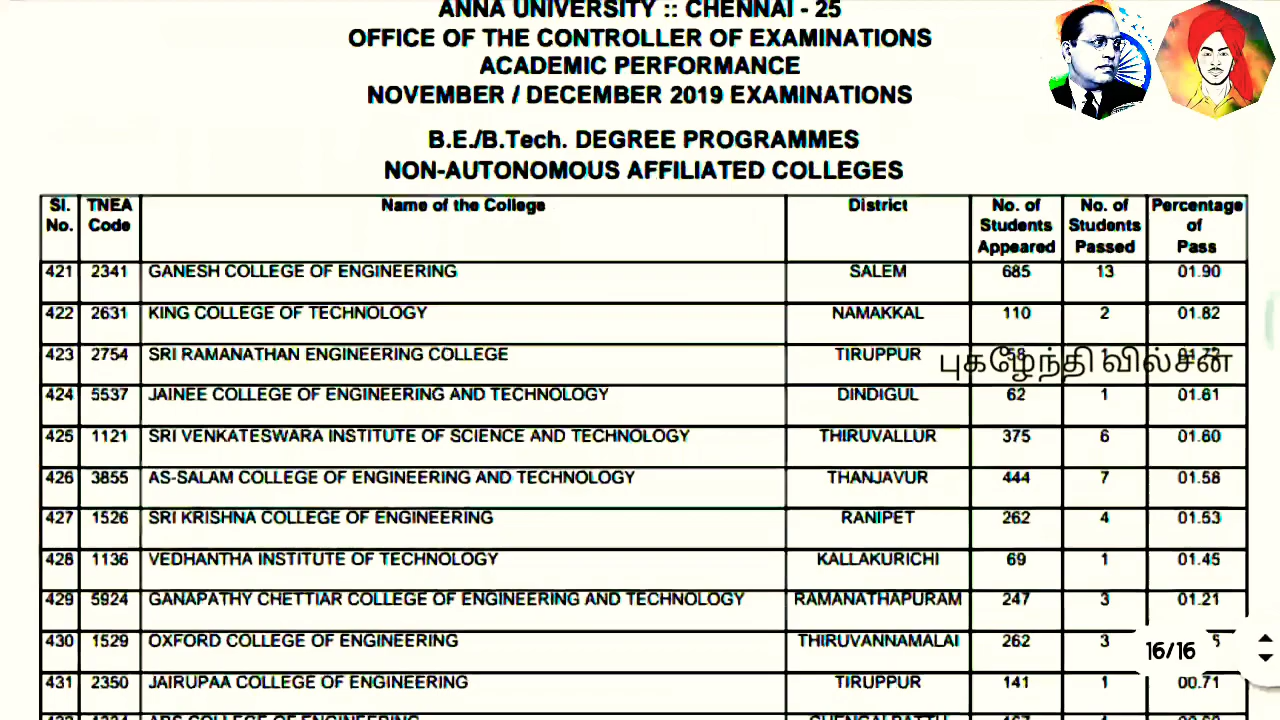 ANNA UNIVERSITY :: CHENNAI - 25
OFFICE OF THE CONTROLLER OF EXAMINATIONS
ACADEMIC PERFORMANCE
NOVEMBER / DECEMBER 2019 EXAMINATIONS
B.E./B.Tech. DEGREE PROGRAMMES
NON-AUTONOMOUS AFFILIATED COLLEGES
Sl. No. TNEA Code Name of the College District No. of Students Appeared No. of Students Passed Percentage of Pass
421 2341 GANESH COLLEGE OF ENGINEERING SALEM 685 13 01.90
422 2631 KING COLLEGE OF TECHNOLOGY NAMAKKAL 110 2 01.82
423 2754 SRI RAMANATHAN ENGINEERING COLLEGE TIRUPPUR 58 1 01.72
புகழேந்தி வில்சன்
424 5537 JAINEE COLLEGE OF ENGINEERING AND TECHNOLOGY DINDIGUL 62 1 01.61
425 1121 SRI VENKATESWARA INSTITUTE OF SCIENCE AND TECHNOLOGY THIRUVALLUR 375 6 01.60
426 3855 AS-SALAM COLLEGE OF ENGINEERING AND TECHNOLOGY THANJAVUR 444 7 01.58
427 1526 SRI KRISHNA COLLEGE OF ENGINEERING RANIPET 262 4 01.53
428 1136 VEDHANTHA INSTITUTE OF TECHNOLOGY KALLAKURICHI 69 1 01.45
429 5924 GANAPATHY CHETTIAR COLLEGE OF ENGINEERING AND TECHNOLOGY RAMANATHAPURAM 247 3 01.21
430 1529 OXFORD COLLEGE OF ENGINEERING THIRUVANNAMALAI 262 3 5
16/16
431 2350 JAIRUPAA COLLEGE OF ENGINEERING TIRUPPUR 141 1 00.71
COLLEGE OF ENGINEERING